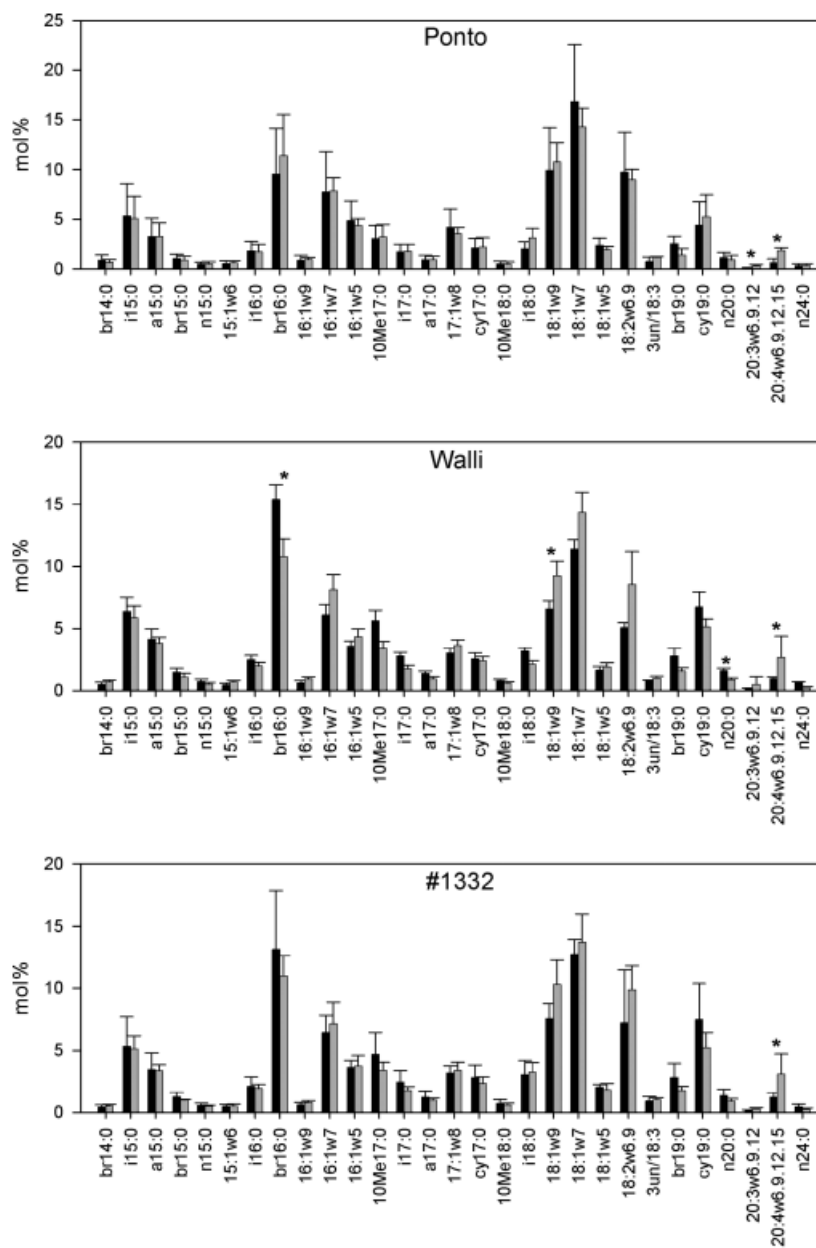 Ponto
mol%
25
20
15
10
5
0
br14:0
i15:0
a15:0
br15:0
n15:0
15:1w6
i16:0
br16:0
16:1w9
16:1w7
16:1w5
10Me17:0
i17:0
a17:0
17:1w8
cy17:0
10Me18:0
i18:0
18:1w9
18:1w7
18:1w5
18:2w6.9
3un/18:3
br19:0
cy19:0
n20:0
20:3w6.9.12
20:4w6.9.12.15
n24:0
*
*
Walli
mol%
20
15
10
5
0
*
*
*
*
br14:0
i15:0
a15:0
br15:0
n15:0
15:1w6
i16:0
br16:0
16:1w9
16:1w7
16:1w5
10Me17:0
i17:0
a17:0
17:1w8
cy17:0
10Me18:0
i18:0
18:1w9
18:1w7
18:1w5
18:2w6.9
3un/18:3
br19:0
cy19:0
n20:0
20:3w6.9.12
20:4w6.9.12.15
n24:0
#1332
mol%
20
15
10
5
0
*
br14:0
i15:0
a15:0
br15:0
n15:0
15:1w6
i16:0
br16:0
16:1w9
16:1w7
16:1w5
10Me17:0
i17:0
a17:0
17:1w8
cy17:0
10Me18:0
i18:0
18:1w9
18:1w7
18:1w5
18:2w6.9
3un/18:3
br19:0
cy19:0
n20:0
20:3w6.9.12
20:4w6.9.12.15
n24:0